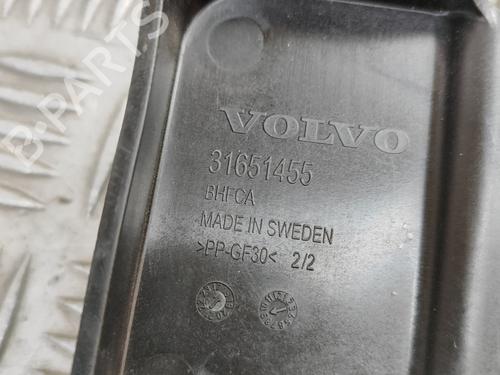 VOLVO
31651455
BHFCA
MADE IN SWEDEN
>PP-GF30< 2/2
B-PARTS